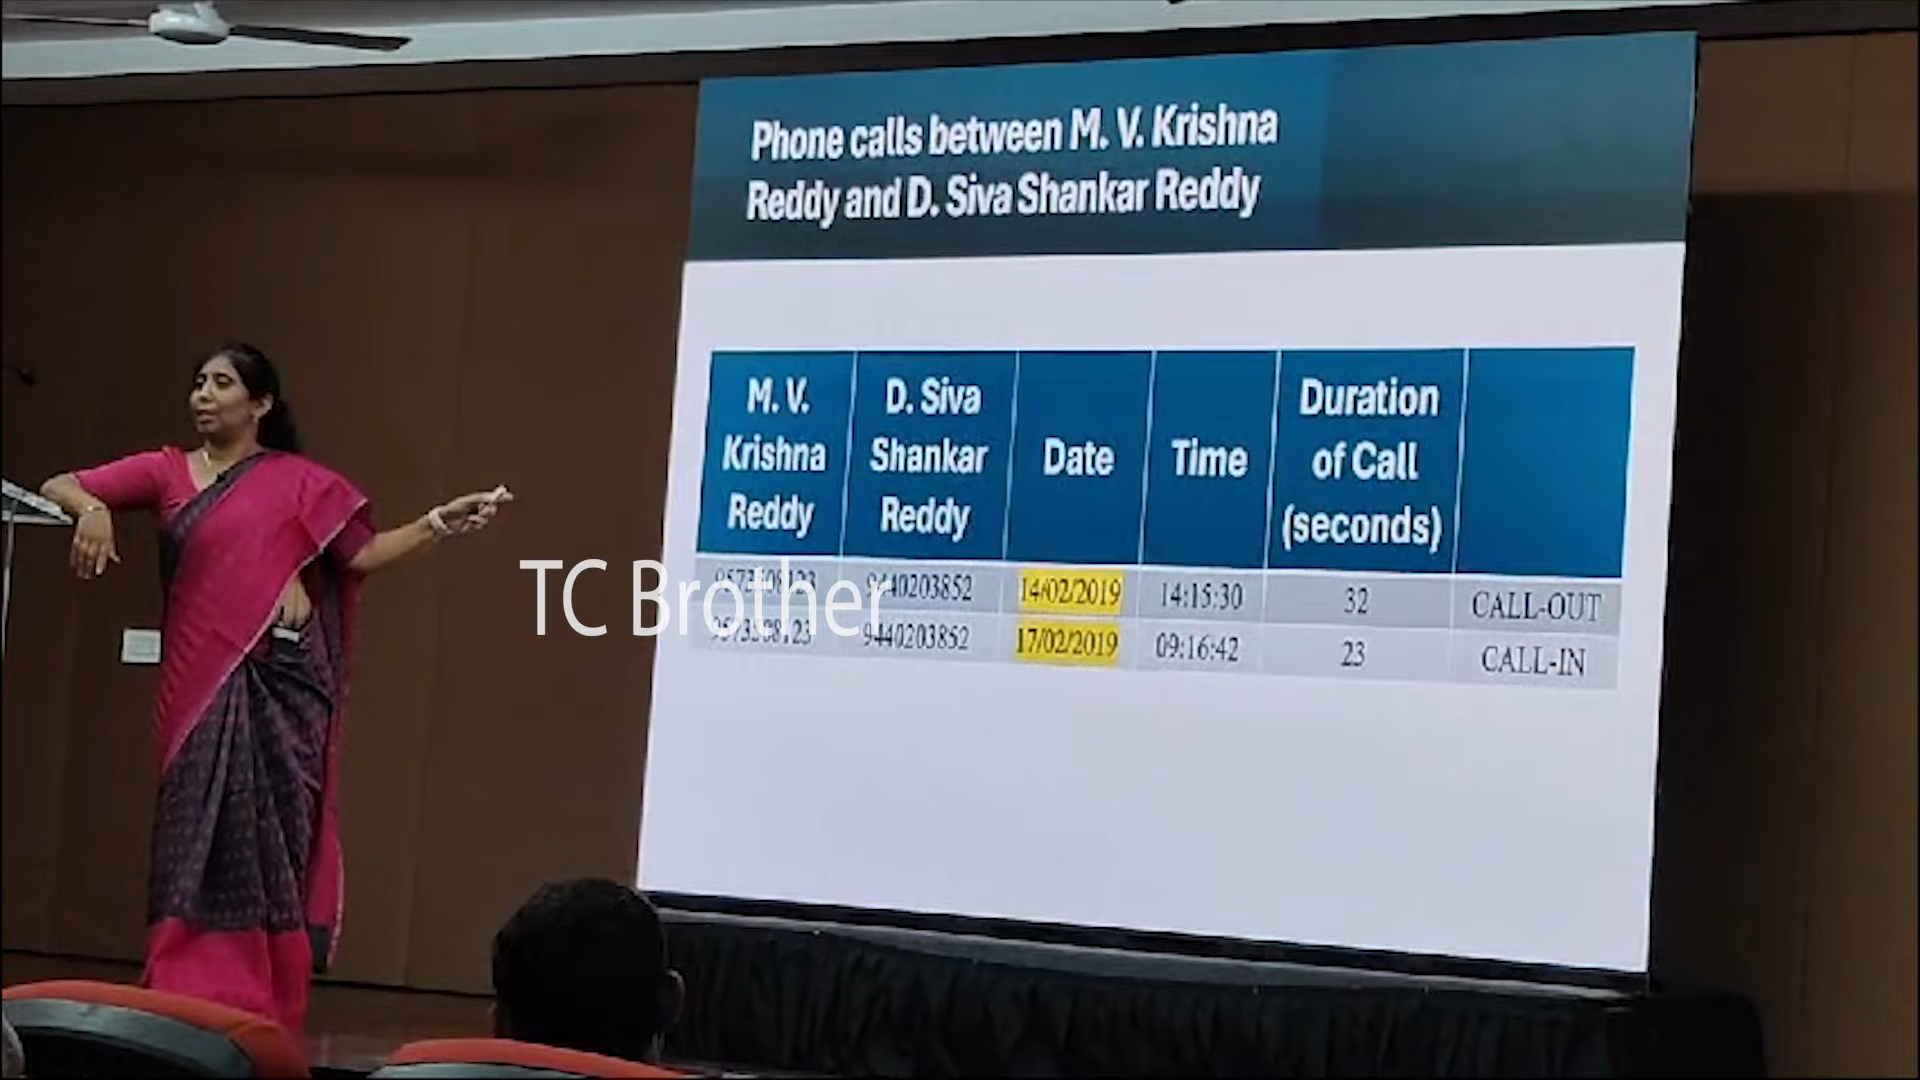 Phone calls between M. V. Krishna
Reddy and D. Siva Shankar Reddy
M. V.
Krishna
Reddy
D. Siva
Shankar
Reddy
Date
Time
Duration
of Call
(seconds)
9440203852 14/02/2019 14:15:30 32 CALL-OUT
9440203852 17/02/2019 09:16:42 23 CALL-IN
TC Brother